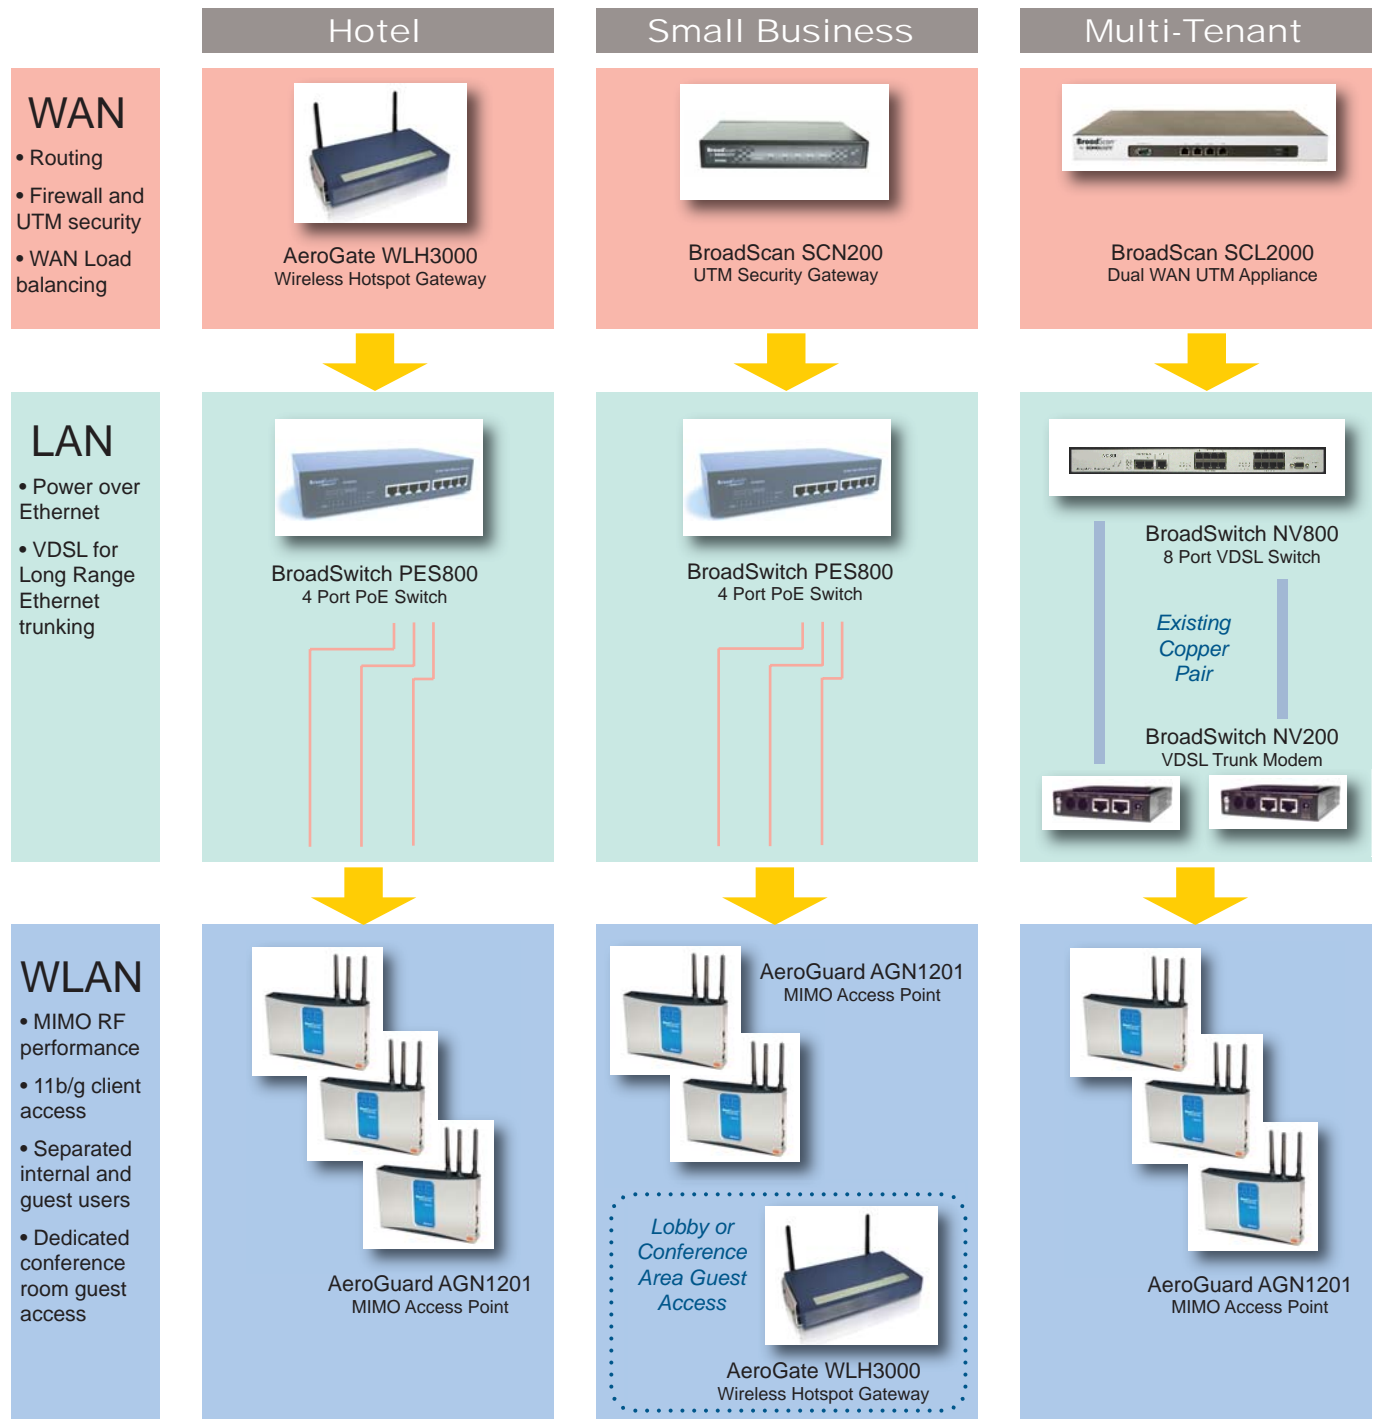 Hotel
Small Business
Multi-Tenant
WAN
• Routing
• Firewall and
UTM security
• WAN Load
balancing
AeroGate WLH3000
Wireless Hotspot Gateway
BroadScan
BroadScan SCN200
UTM Security Gateway
BroadScan
BroadScan SCL2000
Dual WAN UTM Appliance
LAN
• Power over
Ethernet
• VDSL for
Long Range
Ethernet
trunking
BroadSwitch PES800
4 Port PoE Switch
BroadSwitch PES800
4 Port PoE Switch
BroadSwitch NV800
8 Port VDSL Switch
Existing
Copper
Pair
BroadSwitch NV200
VDSL Trunk Modem
WLAN
• MIMO RF
performance
• 11b/g client
access
• Separated
internal and
guest users
• Dedicated
conference
room guest
access
AeroGuard AGN1201
MIMO Access Point
AeroGuard AGN1201
MIMO Access Point
Lobby or
Conference
Area Guest
Access
AeroGate WLH3000
Wireless Hotspot Gateway
AeroGuard AGN1201
MIMO Access Point